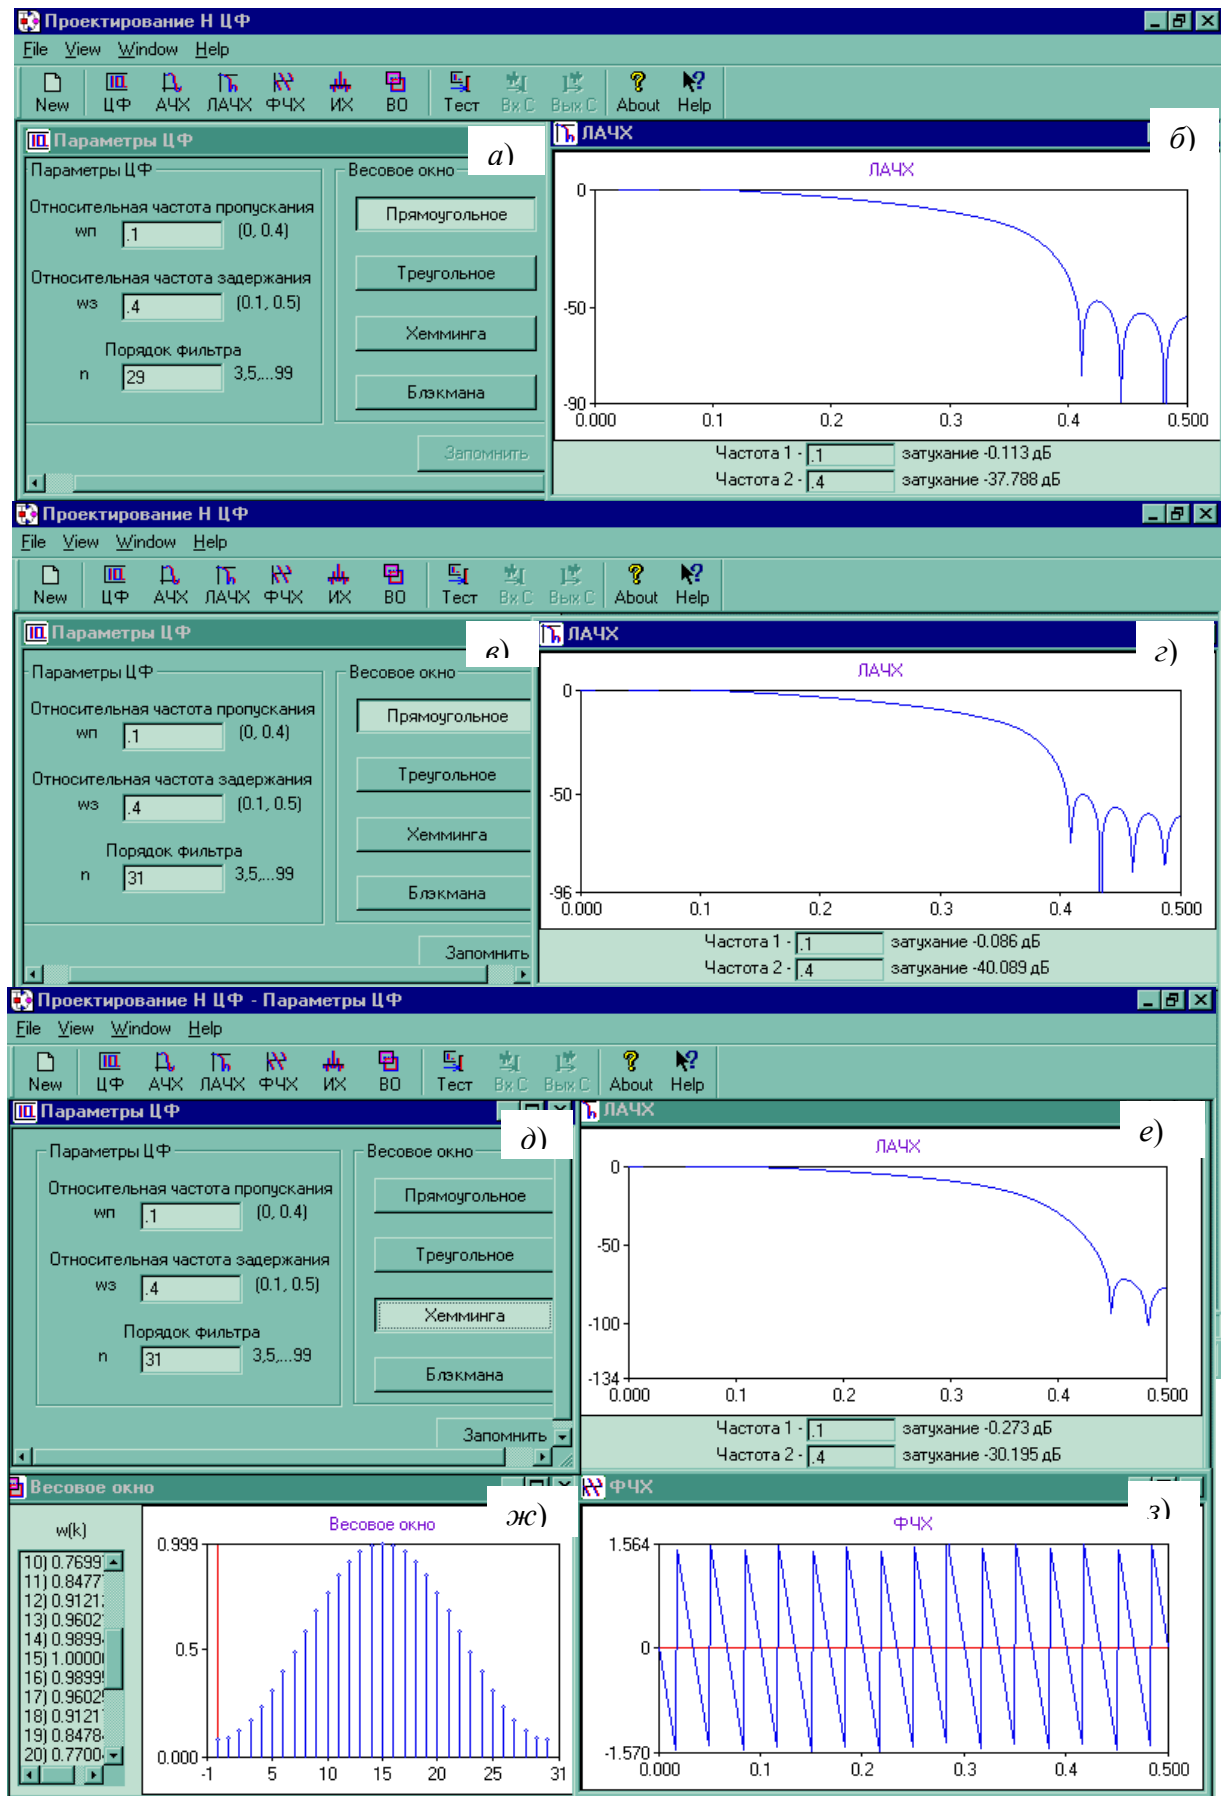 Проектирование Н ЦФ
File View Window Help
New ЦФ АЧХ ЛАЧХ ФЧХ ИХ ВО Тест Вх С Вых С About Help
Параметры ЦФ
а)
Параметры ЦФ
Относительная частота пропускания
wп .1 (0, 0.4)
Относительная частота задержания
wз .4 (0.1, 0.5)
Порядок фильтра
n 29 3,5,...99
Весовое окно
Прямоугольное
Треугольное
Хемминга
Блэкмана
Запомнить
ЛАЧХ
б)
ЛАЧХ
0
-50
-90
0.000 0.1 0.2 0.3 0.4 0.500
Частота 1 - .1 затухание -0.113 дБ
Частота 2 - .4 затухание -37.788 дБ
Проектирование Н ЦФ
File View Window Help
New ЦФ АЧХ ЛАЧХ ФЧХ ИХ ВО Тест Вх С Вых С About Help
Параметры ЦФ
в)
Параметры ЦФ
Относительная частота пропускания
wп .1 (0, 0.4)
Относительная частота задержания
wз .4 (0.1, 0.5)
Порядок фильтра
n 31 3,5,...99
Весовое окно
Прямоугольное
Треугольное
Хемминга
Блэкмана
Запомнить
ЛАЧХ
г)
ЛАЧХ
0
-50
-96
0.000 0.1 0.2 0.3 0.4 0.500
Частота 1 - .1 затухание -0.086 дБ
Частота 2 - .4 затухание -40.089 дБ
Проектирование Н ЦФ - Параметры ЦФ
File View Window Help
New ЦФ АЧХ ЛАЧХ ФЧХ ИХ ВО Тест Вх С Вых С About Help
Параметры ЦФ
д)
Параметры ЦФ
Относительная частота пропускания
wп .1 (0, 0.4)
Относительная частота задержания
wз .4 (0.1, 0.5)
Порядок фильтра
n 31 3,5,...99
Весовое окно
Прямоугольное
Треугольное
Хемминга
Блэкмана
Запомнить
ЛАЧХ
е)
ЛАЧХ
0
-50
-100
-134
0.000 0.1 0.2 0.3 0.4 0.500
Частота 1 - .1 затухание -0.273 дБ
Частота 2 - .4 затухание -30.195 дБ
Весовое окно
ж)
w(k)
10) 0.7699
11) 0.8477
12) 0.9121
13) 0.9602
14) 0.9899
15) 1.0000
16) 0.9899
17) 0.9602
18) 0.9121
19) 0.8478
20) 0.7700
Весовое окно
0.999
0.5
0.000
-1 5 10 15 20 25 31
ФЧХ
з)
ФЧХ
1.564
0
-1.570
0.000 0.1 0.2 0.3 0.4 0.500